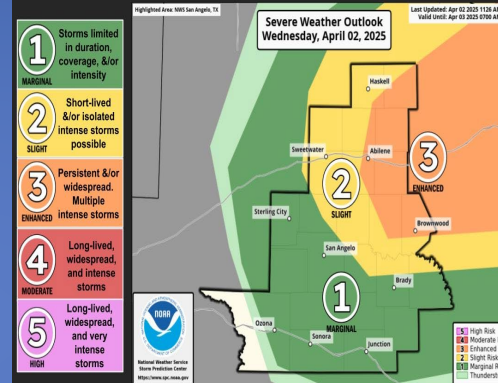 1
MARGINAL
Storms limited
in duration,
coverage, &/or
intensity
2
SLIGHT
Short-lived
&/or isolated
intense storms
possible
3
ENHANCED
Persistent &/or
widespread.
Multiple
intense storms
4
MODERATE
Long-lived,
widespread,
and intense
storms
5
HIGH
Long-lived,
widespread,
and very
intense
storms
Highlighted Area: NWS San Angelo, TX
Severe Weather Outlook
Wednesday, April 02, 2025
Last Updated: Apr 02 2025 1126 AM
Valid Until: Apr 03 2025 0700 AM
Haskell
Sweetwater
Abilene
3
ENHANCED
2
SLIGHT
Sterling City
Brownwood
San Angelo
Brady
1
MARGINAL
Ozona
Sonora
Junction
NOAA
National Weather Service
Storm Prediction Center
https://www.spc.noaa.gov
5 High Risk
4 Moderate
3 Enhanced
2 Slight Risk
1 Marginal